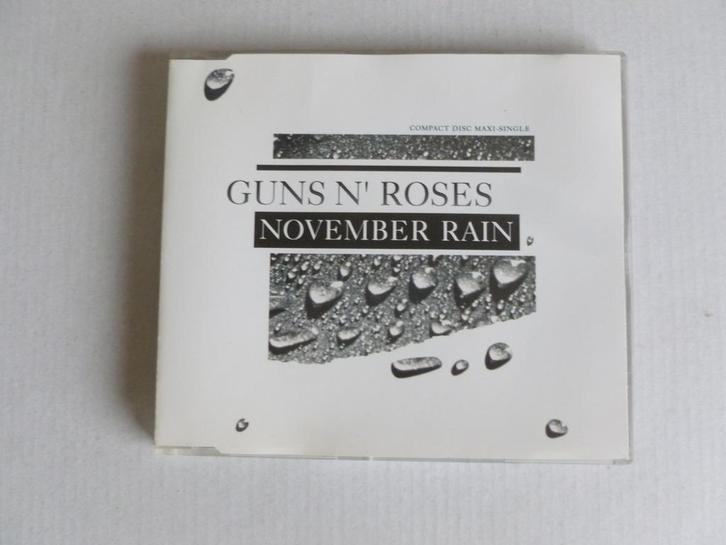 COMPACT DISC MAXI-SINGLE
GUNS N' ROSES
NOVEMBER RAIN